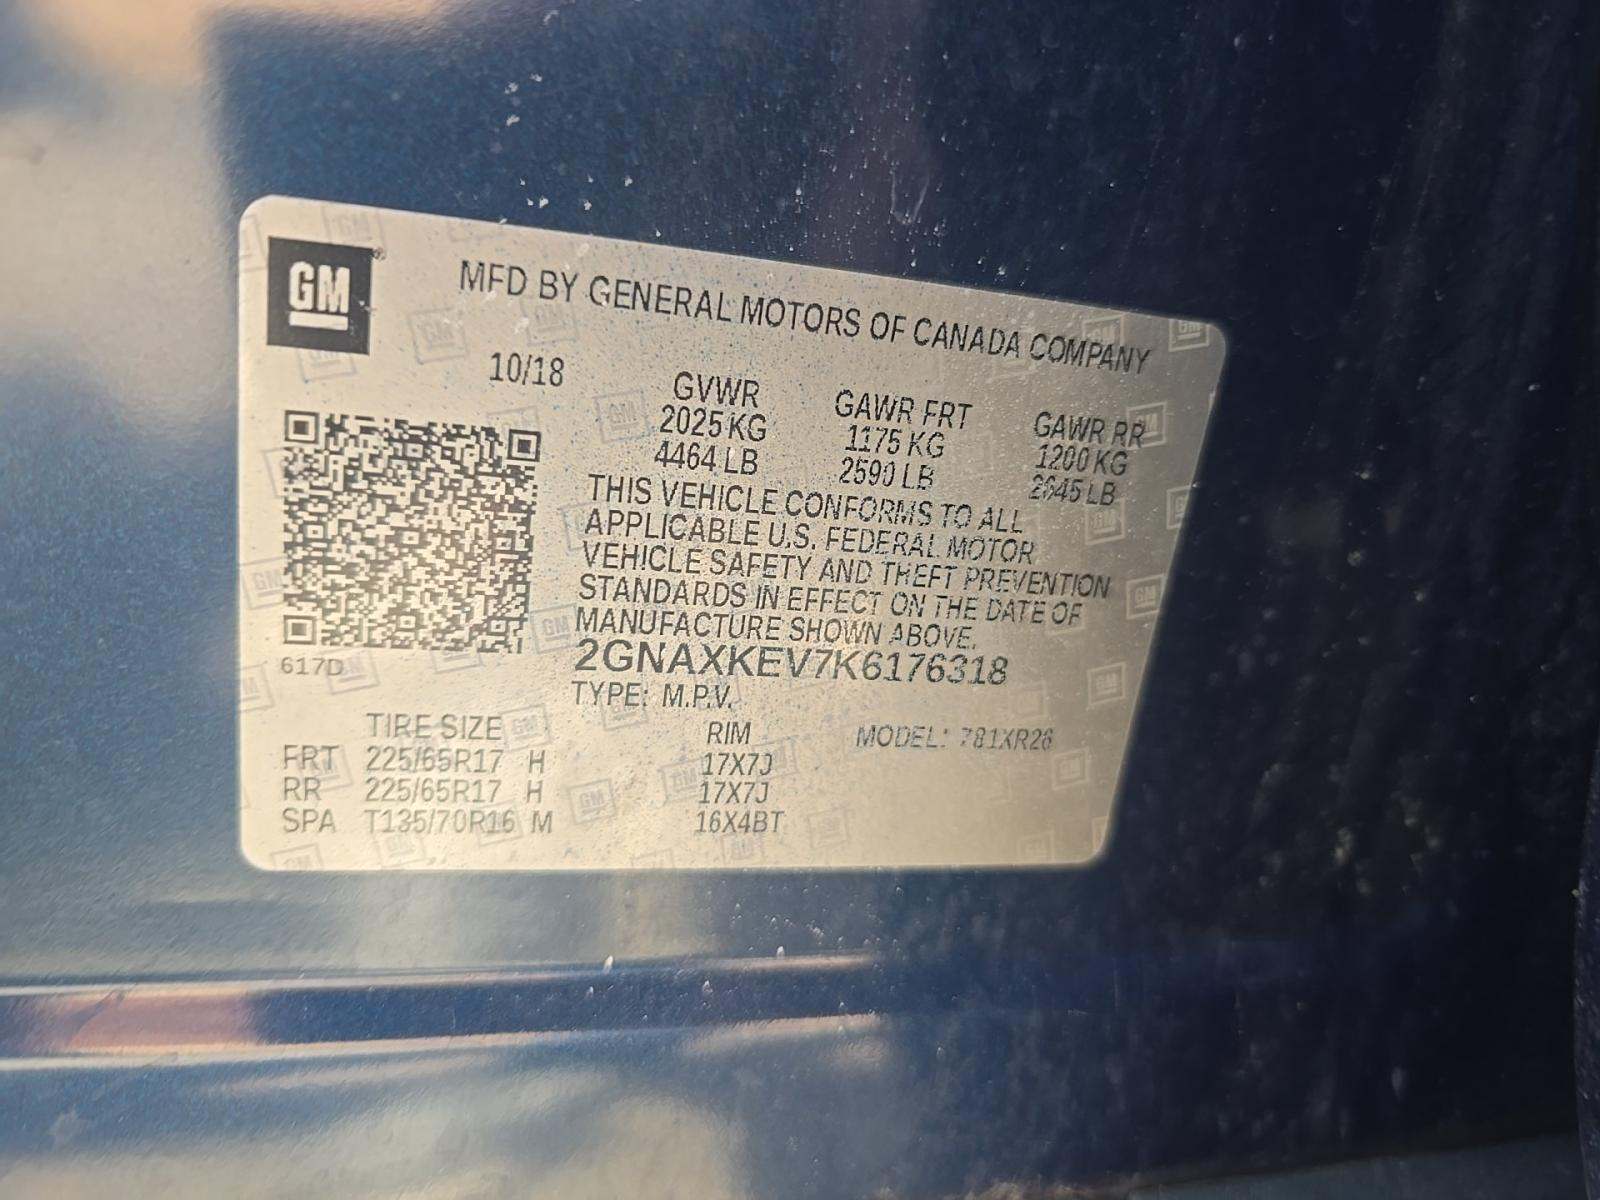 GM
MFD BY GENERAL MOTORS OF CANADA COMPANY
10/18
GVWR GAWR FRT GAWR RR
2025 KG 1175 KG 1200 KG
4464 LB 2590 LB 2645 LB
THIS VEHICLE CONFORMS TO ALL
APPLICABLE U.S. FEDERAL MOTOR
VEHICLE SAFETY AND THEFT PREVENTION
STANDARDS IN EFFECT ON THE DATE OF
MANUFACTURE SHOWN ABOVE.
617D 2GNAXKEV7K6176318
TYPE: M.P.V.
TIRE SIZE RIM MODEL: 781XR26
FRT 225/65R17 H 17X7J
RR 225/65R17 H 17X7J
SPA T135/70R16 M 16X4BT